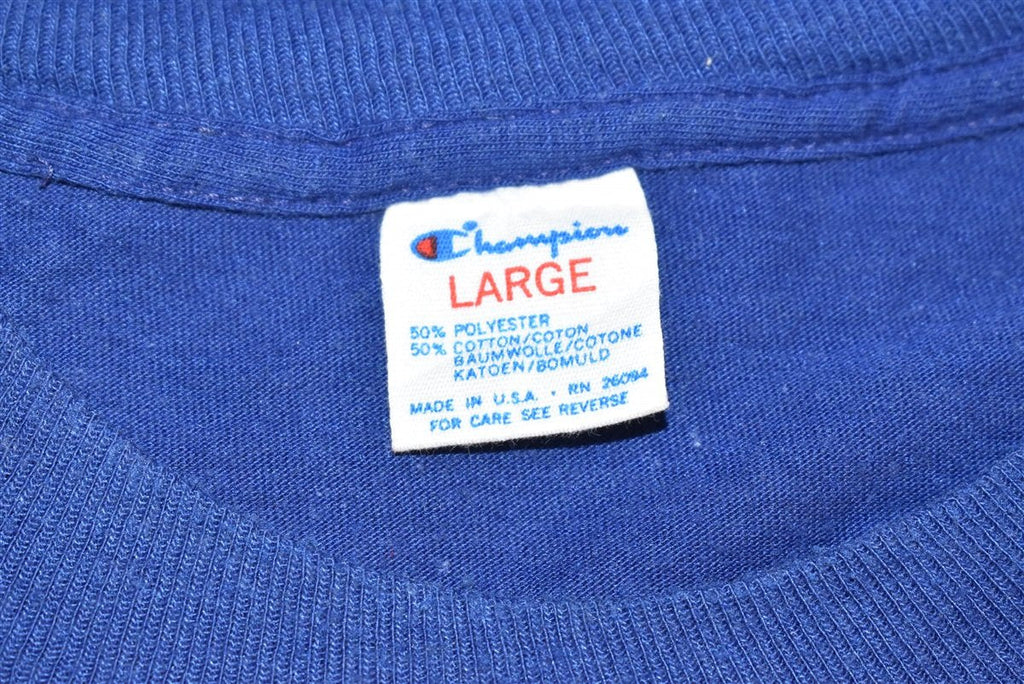 Champion
LARGE
50% POLYESTER
50% COTTON/COTON
BAUMWOLLE/COTONE
KATOEN/BOMULD
MADE IN U.S.A. • RN 26094
FOR CARE SEE REVERSE